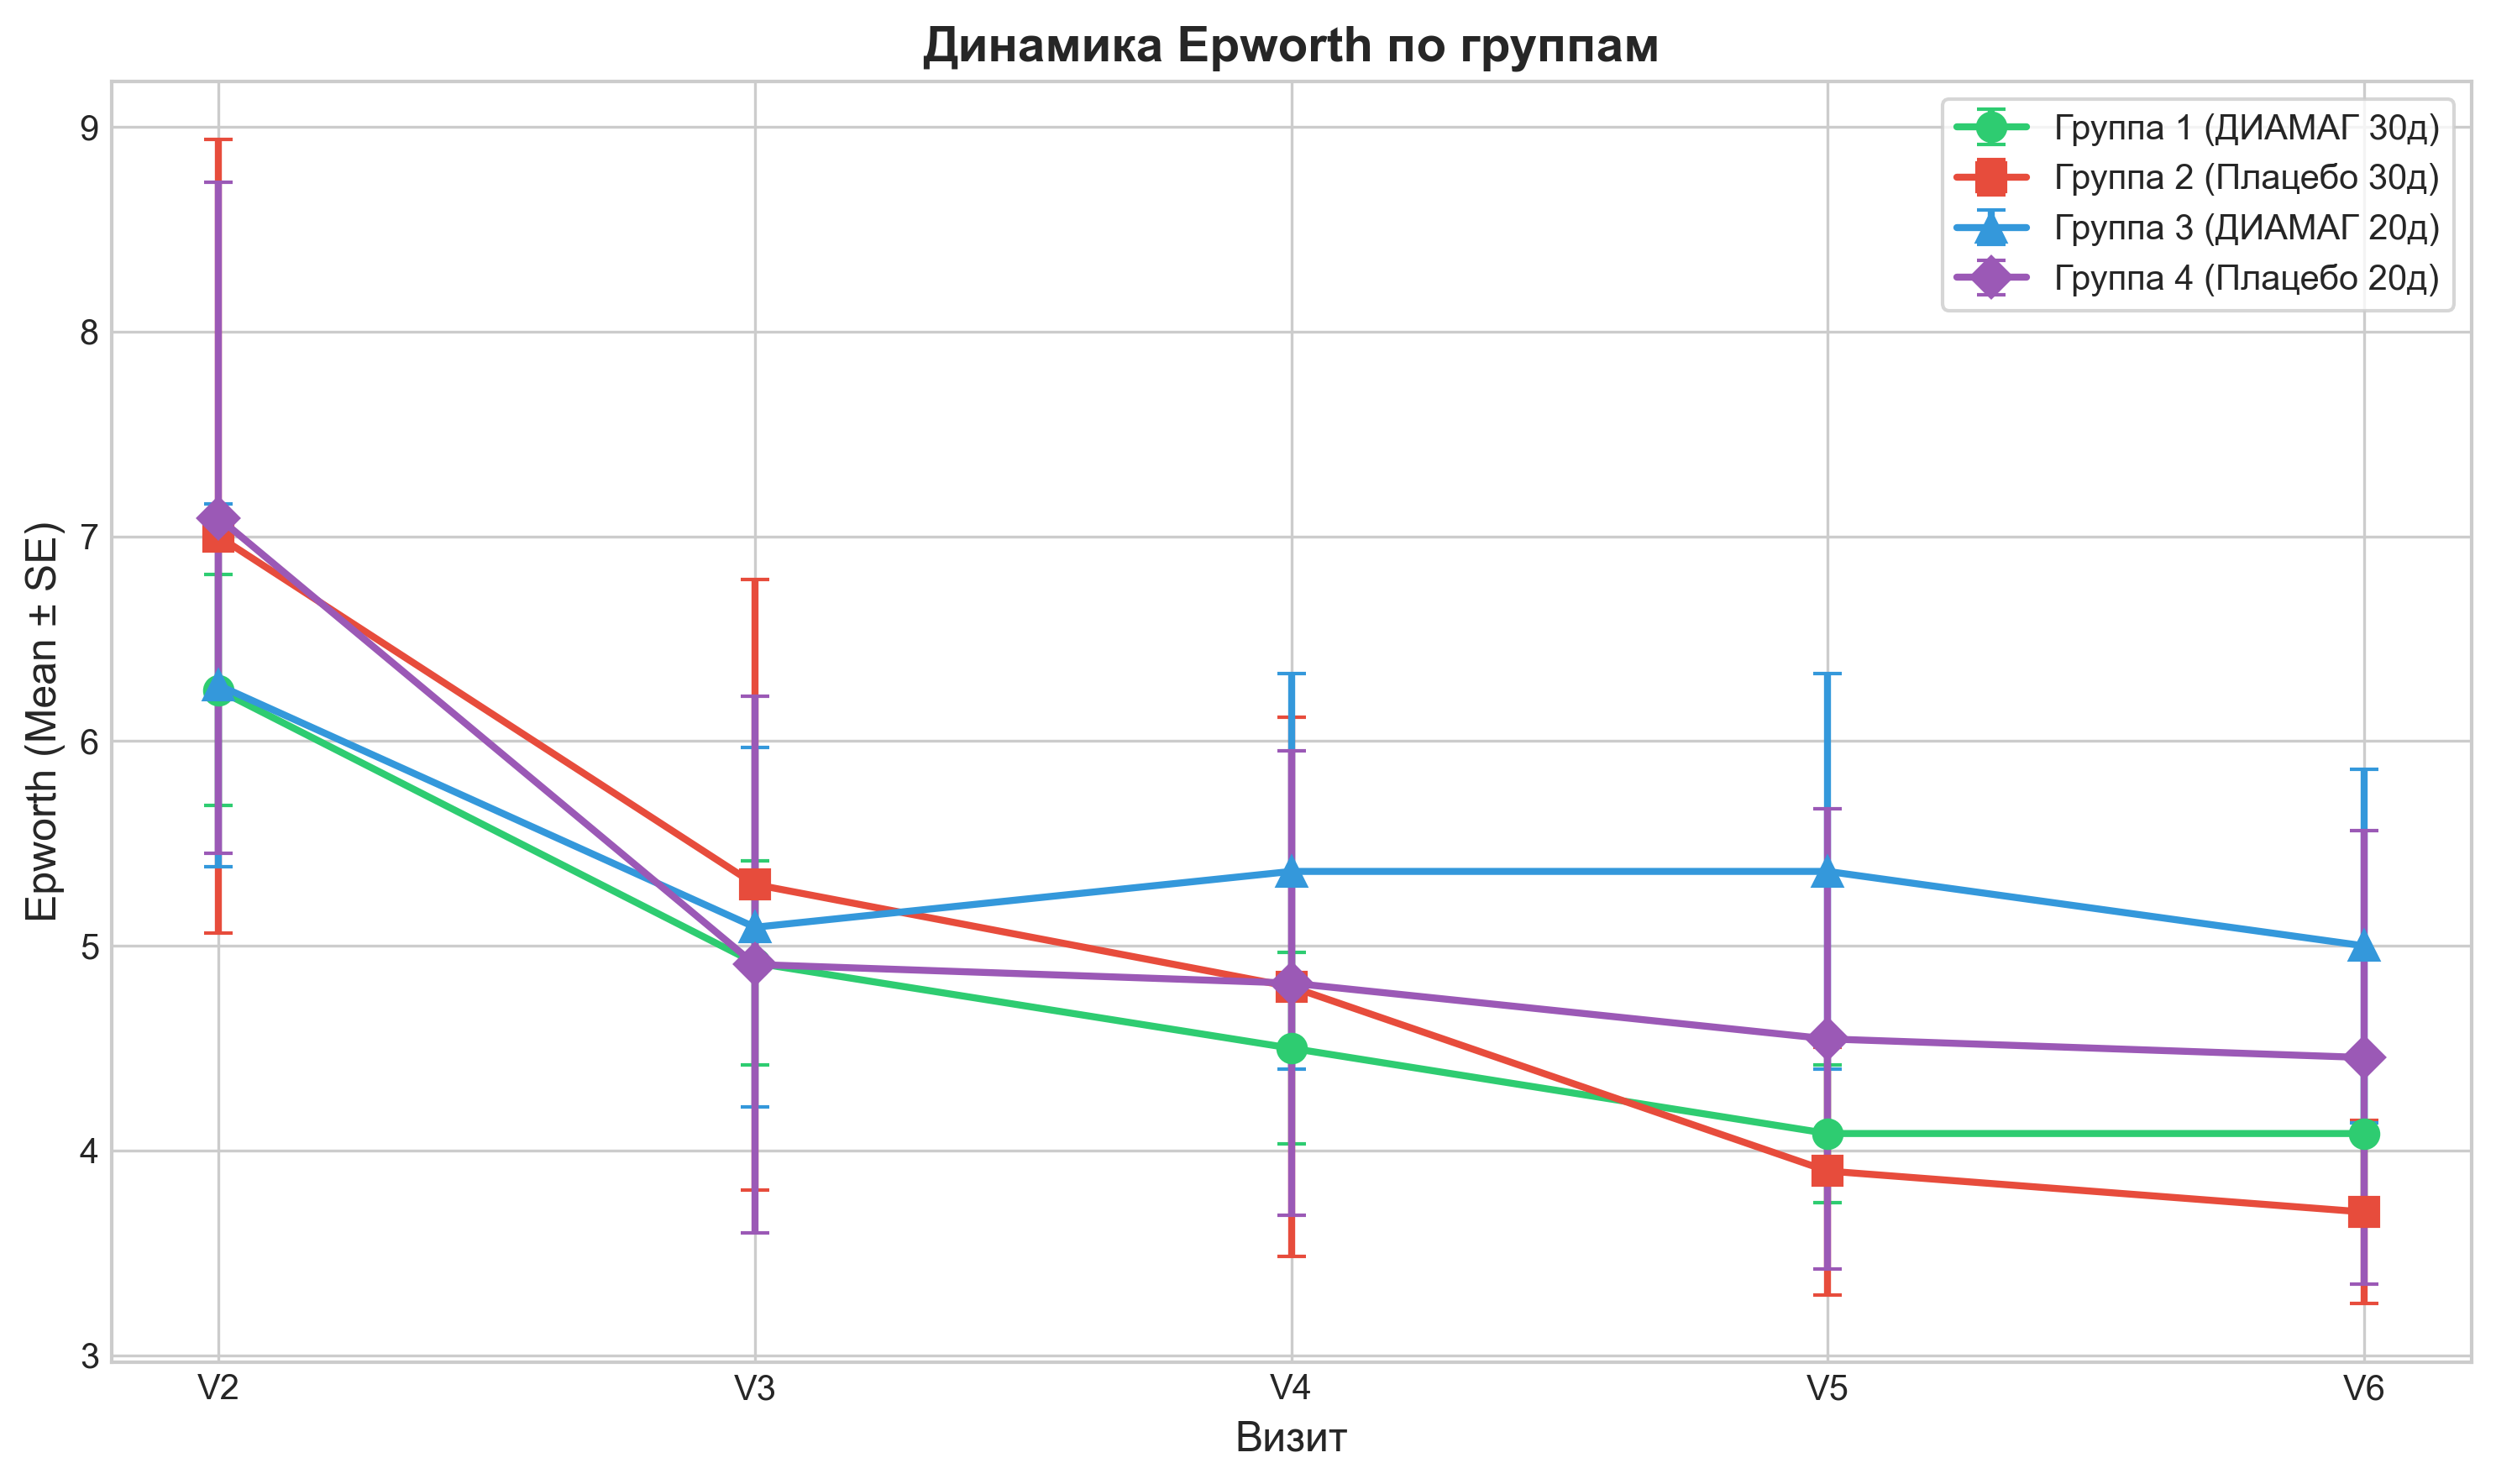 Динамика Epworth по группам
Epworth (Mean ± SE)
9
8
7
6
5
4
3
Группа 1 (ДИАМАГ 30д)
Группа 2 (Плацебо 30д)
Группа 3 (ДИАМАГ 20д)
Группа 4 (Плацебо 20д)
V2 V3 V4 V5 V6
Визит